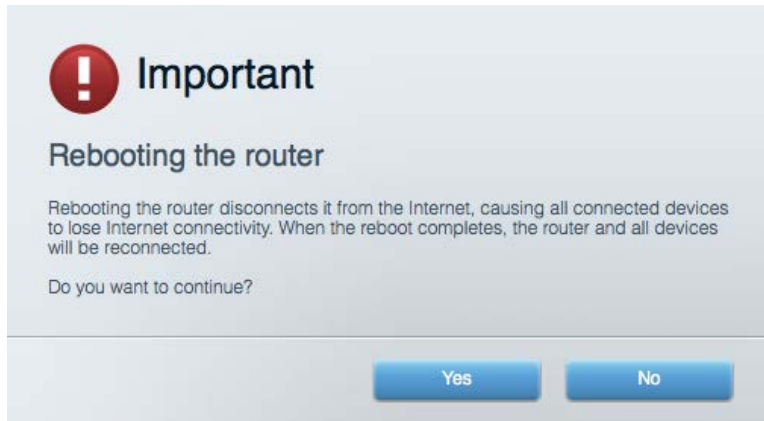 Important
Rebooting the router
Rebooting the router disconnects it from the Internet, causing all connected devices
to lose Internet connectivity. When the reboot completes, the router and all devices
will be reconnected.
Do you want to continue?
Yes
No